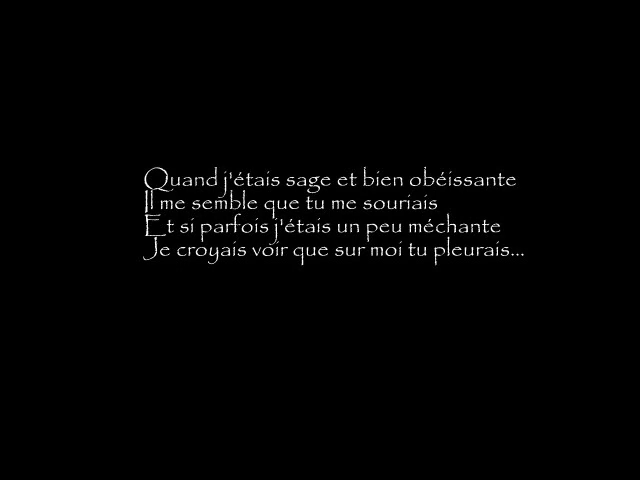 Quand j'étais sage et bien obéissante
Il me semble que tu me souriais
Et si parfois j'étais un peu méchante
Je croyais voir que sur moi tu pleurais...